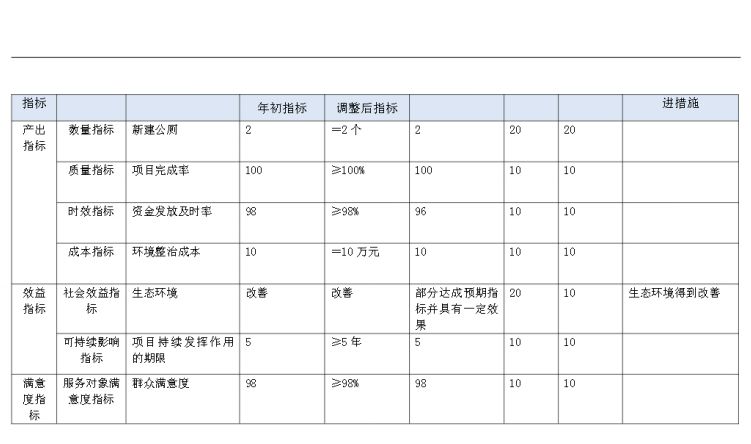 指标 年初指标 调整后指标 进措施
产出指标 数量指标 新建公厕 2 ＝2 个 2 20 20
质量指标 项目完成率 100 ≥100% 100 10 10
时效指标 资金发放及时率 98 ≥98% 96 10 10
成本指标 环境整治成本 10 ＝10 万元 10 10 10
效益指标 社会效益指标 生态环境 改善 改善 部分达成预期指标并具有一定效果 20 10 生态环境得到改善
可持续影响指标 项目持续发挥作用的期限 5 ≥5 年 5 10 10
满意度指标 服务对象满意度指标 群众满意度 98 ≥98% 98 10 10